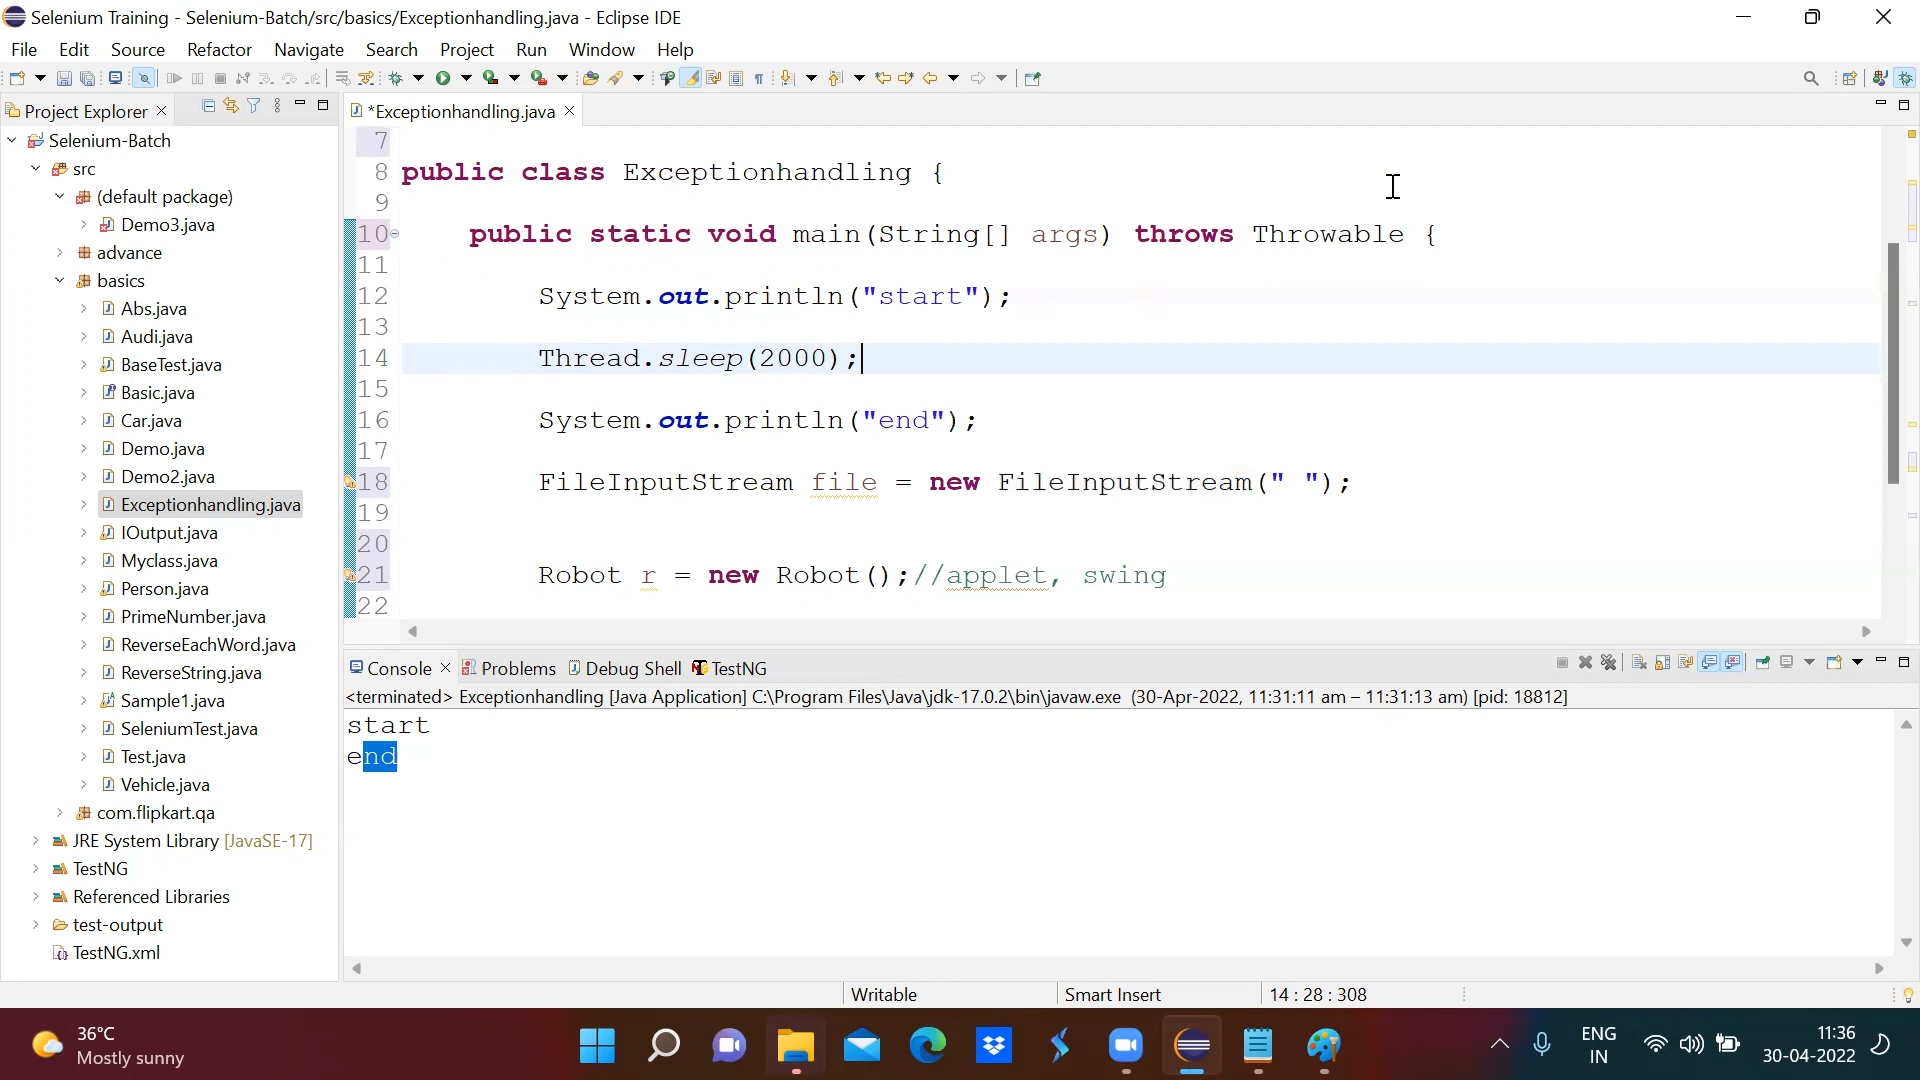 Selenium Training - Selenium-Batch/src/basics/Exceptionhandling.java - Eclipse IDE
File Edit Source Refactor Navigate Search Project Run Window Help
Project Explorer
*Exceptionhandling.java
Selenium-Batch
src
(default package)
Demo3.java
advance
basics
Abs.java
Audi.java
BaseTest.java
Basic.java
Car.java
Demo.java
Demo2.java
Exceptionhandling.java
IOutput.java
Myclass.java
Person.java
PrimeNumber.java
ReverseEachWord.java
ReverseString.java
Sample1.java
SeleniumTest.java
Test.java
Vehicle.java
com.flipkart.qa
JRE System Library [JavaSE-17]
TestNG
Referenced Libraries
test-output
TestNG.xml
7
8 public class Exceptionhandling {
9
10 public static void main(String[] args) throws Throwable {
11
12 System.out.println("start");
13
14 Thread.sleep(2000);
15
16 System.out.println("end");
17
18 FileInputStream file = new FileInputStream(" ");
19
20
21 Robot r = new Robot();//applet, swing
22
Console Problems Debug Shell TestNG
<terminated> Exceptionhandling [Java Application] C:\Program Files\Java\jdk-17.0.2\bin\javaw.exe (30-Apr-2022, 11:31:11 am – 11:31:13 am) [pid: 18812]
start
end
Writable Smart Insert 14 : 28 : 308
36°C
Mostly sunny
ENG
IN
11:36
30-04-2022